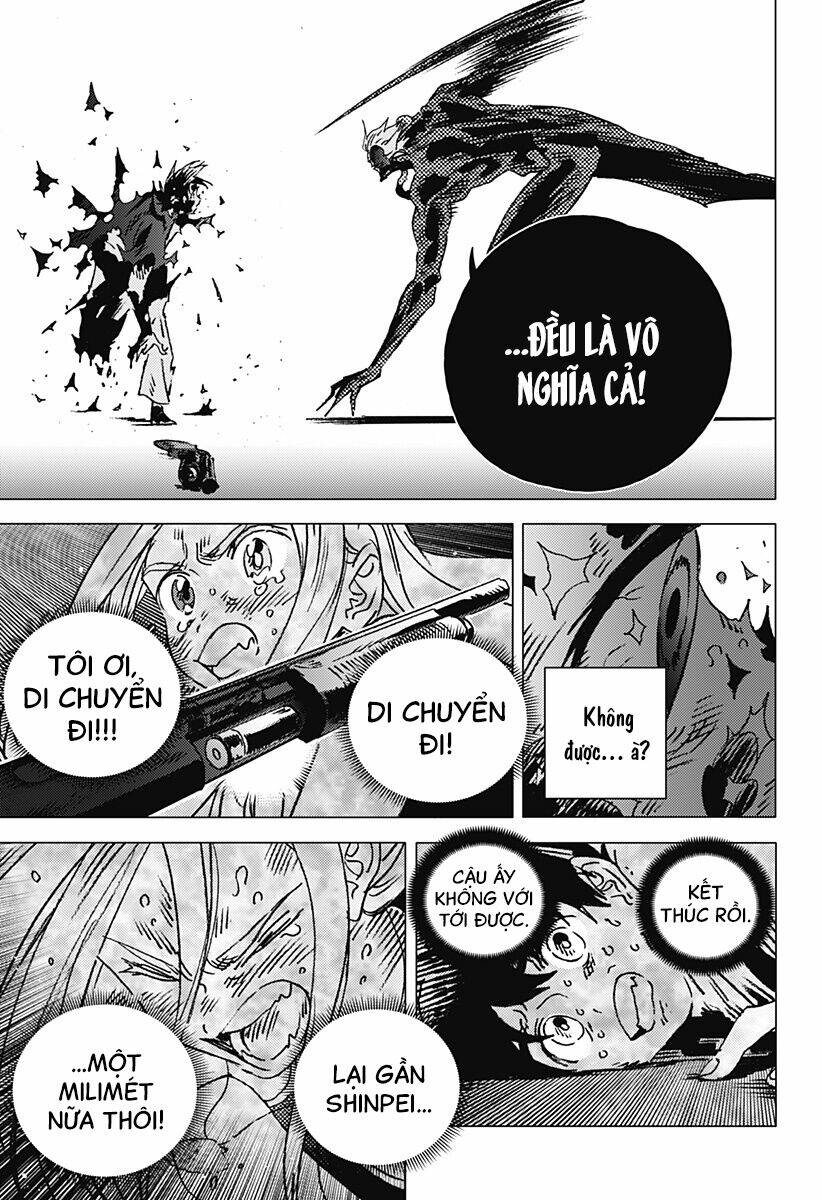 ...ĐỀU LÀ VÔ
NGHĨA CẢ!
Không
được... à?
DI CHUYỂN
ĐI!
TÔI ƠI,
DI CHUYỂN
ĐI!!!
KẾT
THÚC RỒI.
CẬU ẤY
KHÔNG VỚI
TỚI ĐƯỢC.
LẠI GẦN
SHINPEI...
...MỘT
MILIMÉT
NỮA THÔI!